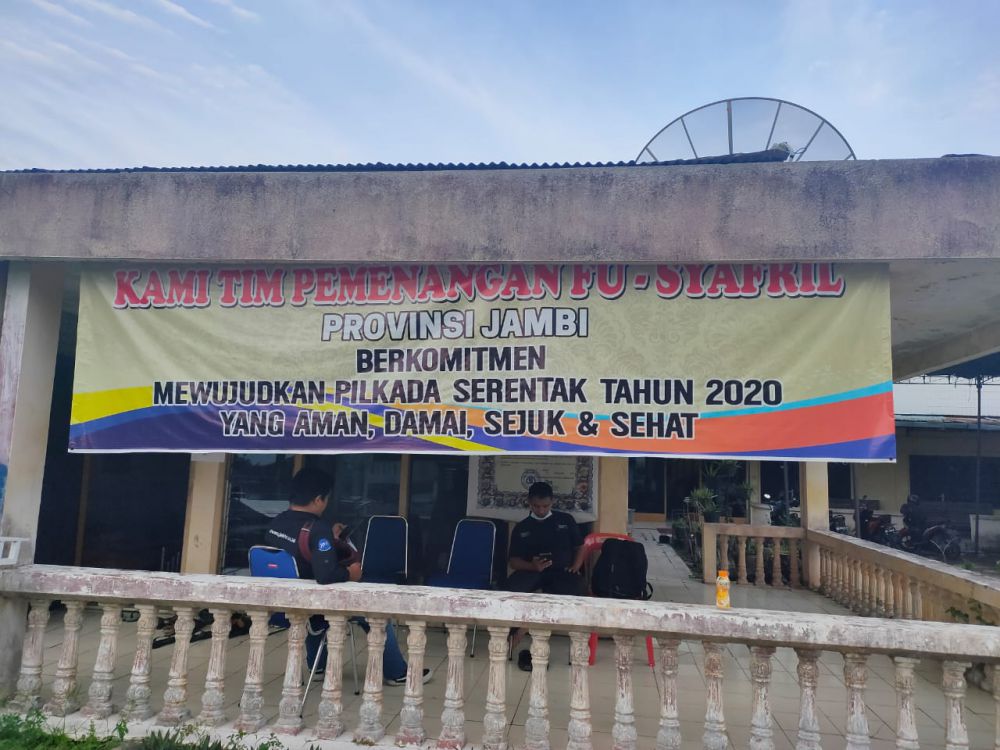 KAMI TIM PEMENANGAN FU - SYAFRIL
PROVINSI JAMBI
BERKOMITMEN
MEWUJUDKAN PILKADA SERENTAK TAHUN 2020
YANG AMAN, DAMAI, SEJUK & SEHAT